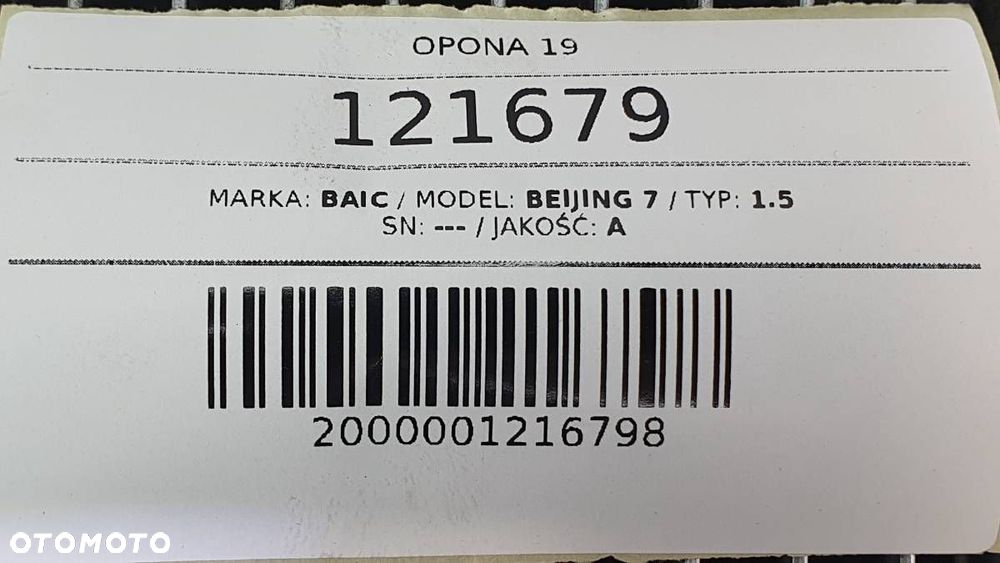 OPONA 19
121679
MARKA: BAIC / MODEL: BEIJING 7 / TYP: 1.5
SN: --- / JAKOŚĆ: A
2000001216798
OTOMOTO